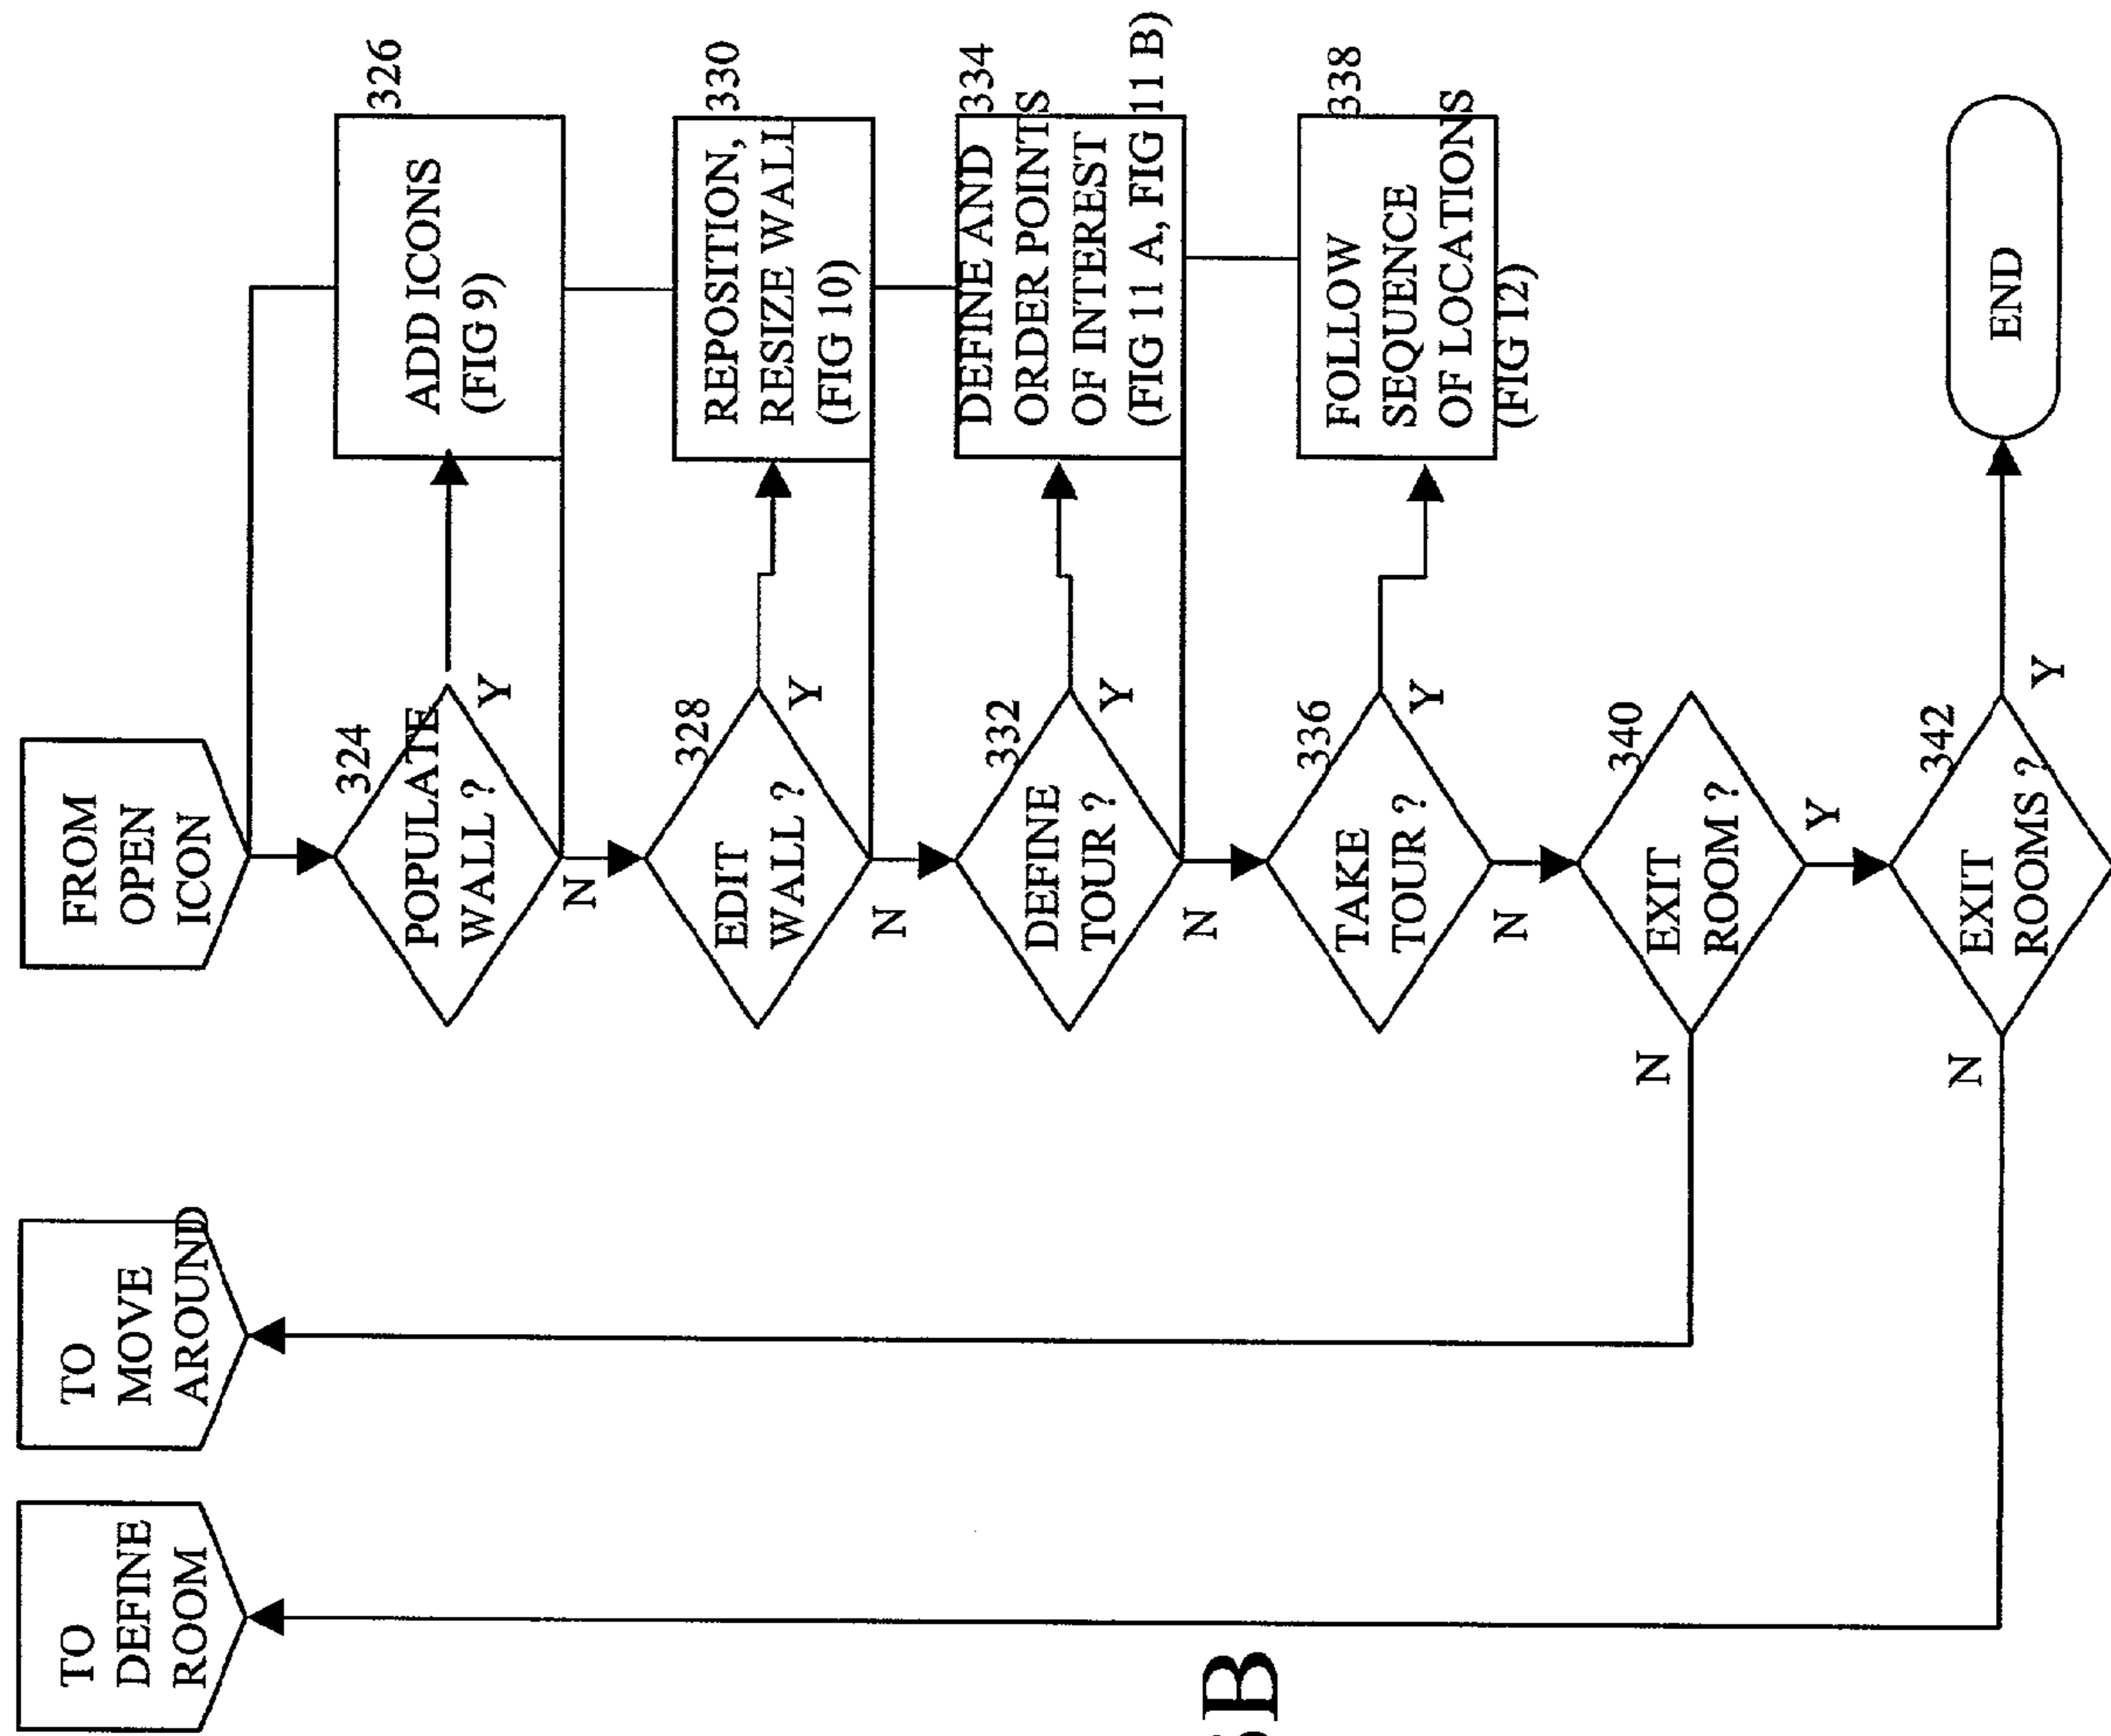 FROM
OPEN
ICON
324
POPULATE
WALL ?
Y
N
326
ADD ICONS
(FIG 9)
328
EDIT
WALL ?
Y
N
330
REPOSITION,
RESIZE WALL
(FIG 10)
332
DEFINE
TOUR ?
Y
N
334
DEFINE AND
ORDER POINTS
OF INTEREST
(FIG 11 A, FIG 11 B)
336
TAKE
TOUR ?
Y
N
338
FOLLOW
SEQUENCE
OF LOCATIONS
(FIG 12)
340
EXIT
ROOM ?
N
Y
342
EXIT
ROOMS ?
N
Y
END
TO
MOVE
AROUND
TO
DEFINE
ROOM
B